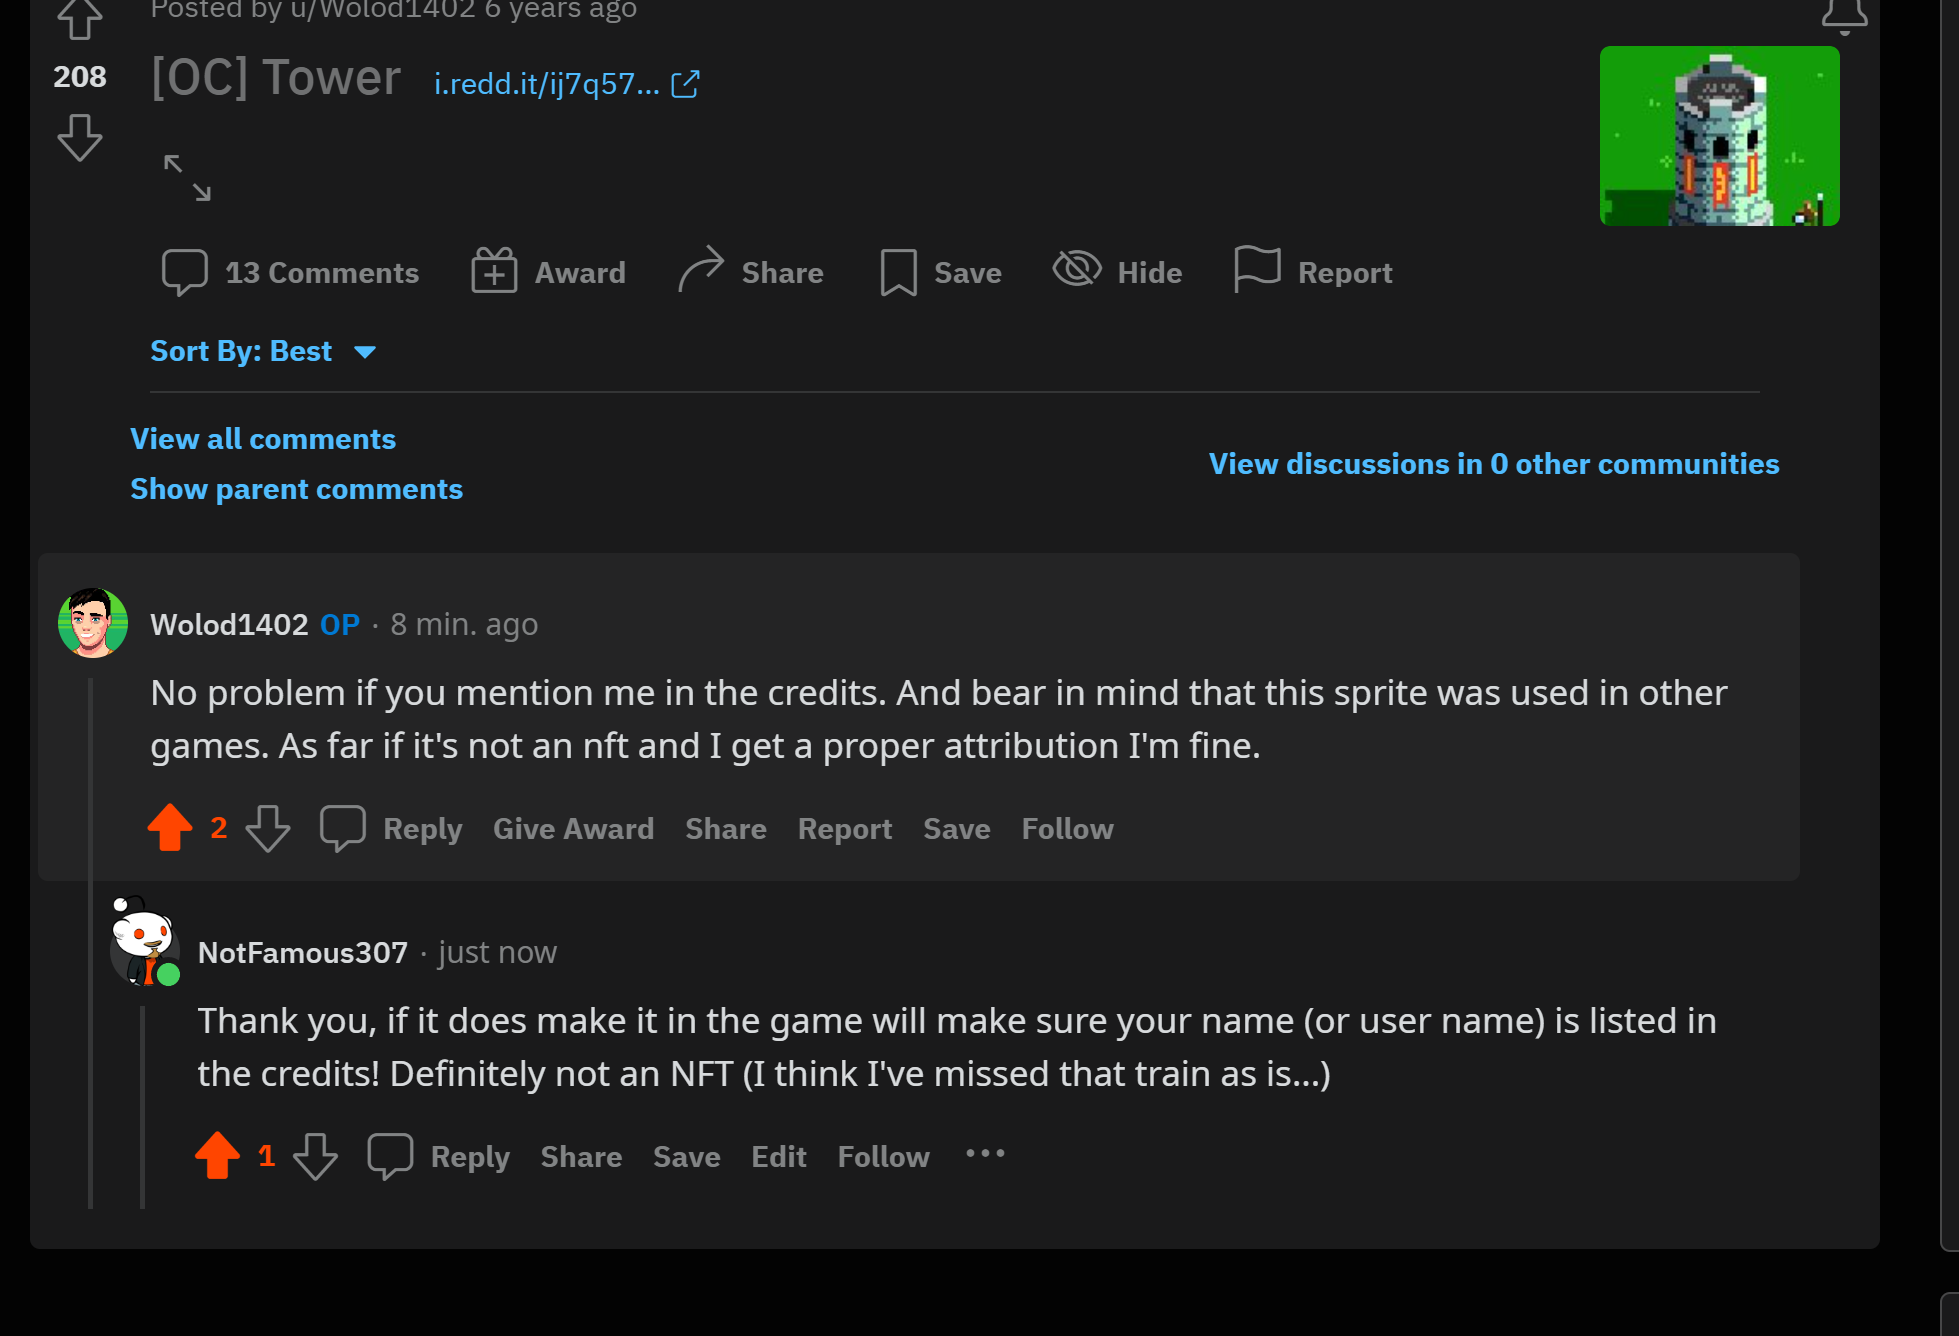 Posted by u/Wolod1402 6 years ago
208
[OC] Tower i.redd.it/ij7q57...
13 Comments Award Share Save Hide Report
Sort By: Best
View all comments
View discussions in 0 other communities
Show parent comments
Wolod1402 OP · 8 min. ago
No problem if you mention me in the credits. And bear in mind that this sprite was used in other
games. As far if it's not an nft and I get a proper attribution I'm fine.
2 Reply Give Award Share Report Save Follow
NotFamous307 · just now
Thank you, if it does make it in the game will make sure your name (or user name) is listed in
the credits! Definitely not an NFT (I think I've missed that train as is...)
1 Reply Share Save Edit Follow ...